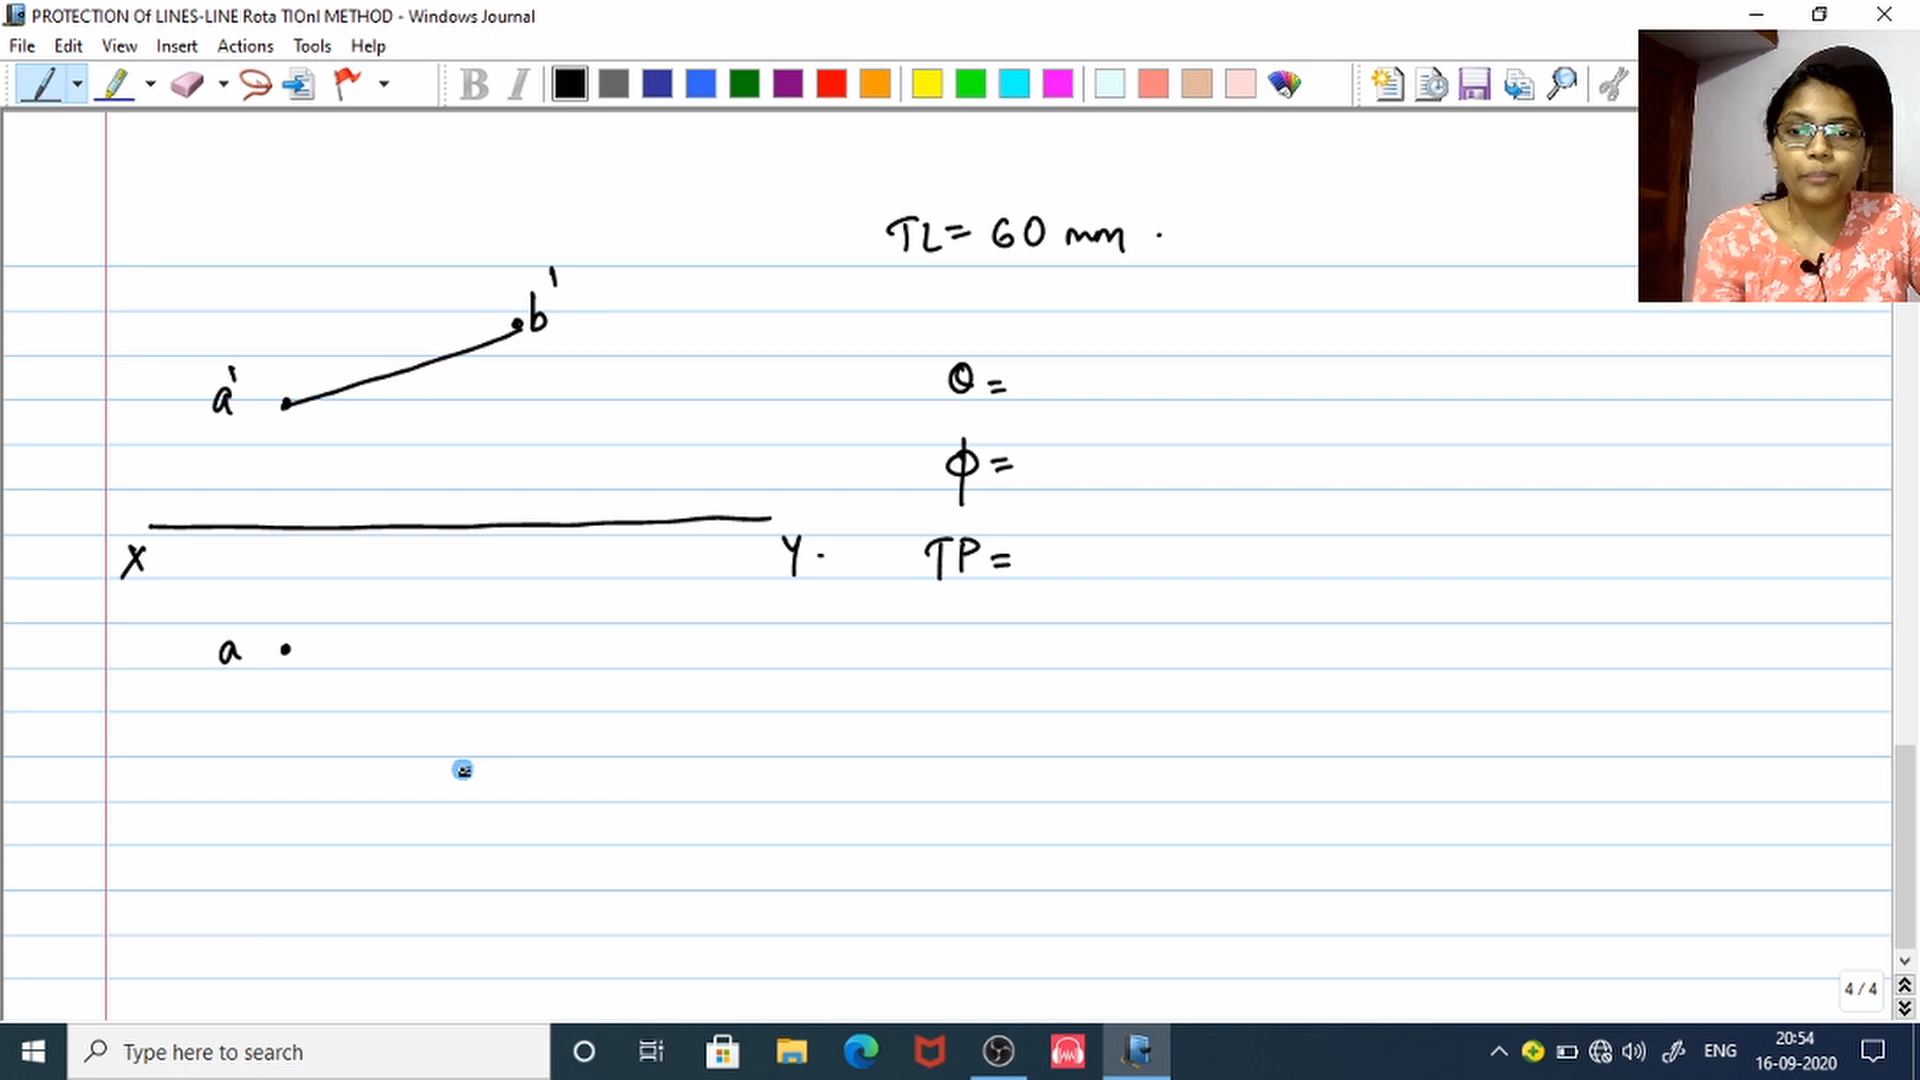 PROTECTION Of LINES-LINE Rota TIOnI METHOD - Windows Journal
File Edit View Insert Actions Tools Help
B I
TL = 60 mm .
b'
a'
θ =
ϕ =
X Y . TP =
a
4 / 4
Type here to search
ENG
20:54
16-09-2020